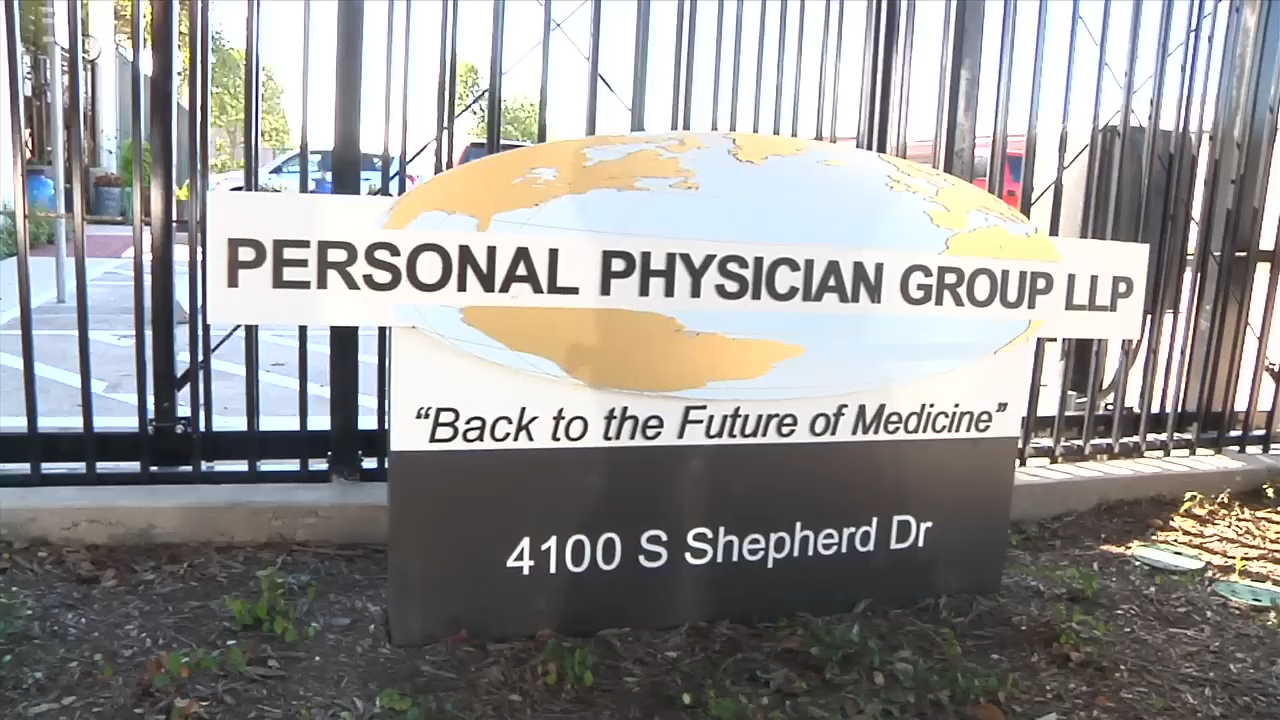 PERSONAL PHYSICIAN GROUP LLP
“Back to the Future of Medicine”
4100 S Shepherd Dr